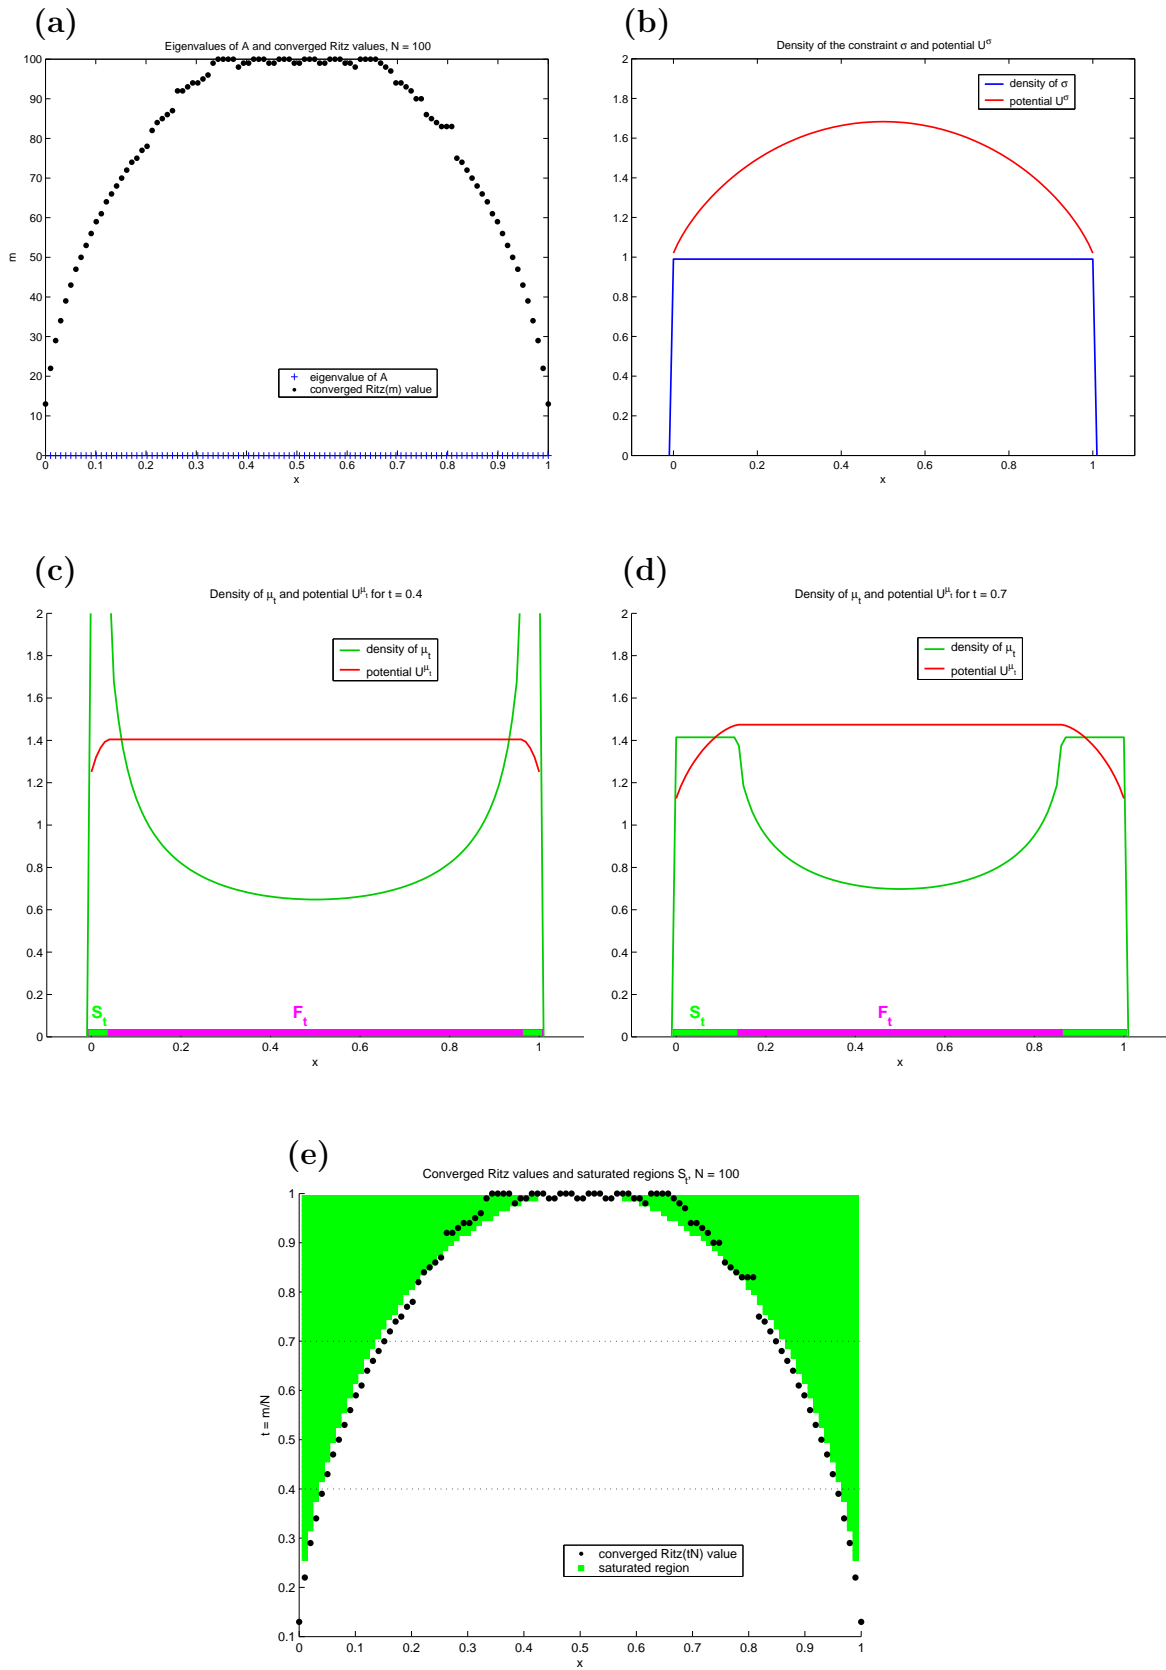 (a)
Eigenvalues of A and converged Ritz values, N = 100
100
90
80
70
60
50
40
30
20
10
0
m
eigenvalue of A
converged Ritz(m) value
0 0.1 0.2 0.3 0.4 0.5 0.6 0.7 0.8 0.9 1
x
(b)
Density of the constraint σ and potential U^σ
2
1.8
1.6
1.4
1.2
1
0.8
0.6
0.4
0.2
0
density of σ
potential U^σ
0 0.2 0.4 0.6 0.8 1
x
(c)
Density of μ_t and potential U^μ_t for t = 0.4
2
1.8
1.6
1.4
1.2
1
0.8
0.6
0.4
0.2
0
density of μ_t
potential U^μ_t
S_t F_t
0 0.2 0.4 0.6 0.8 1
x
(d)
Density of μ_t and potential U^μ_t for t = 0.7
2
1.8
1.6
1.4
1.2
1
0.8
0.6
0.4
0.2
0
density of μ_t
potential U^μ_t
S_t F_t
0 0.2 0.4 0.6 0.8 1
x
(e)
Converged Ritz values and saturated regions S_t, N = 100
1
0.9
0.8
0.7
0.6
0.5
0.4
0.3
0.2
0.1
t = m/N
converged Ritz(tN) value
saturated region
0 0.1 0.2 0.3 0.4 0.5 0.6 0.7 0.8 0.9 1
x